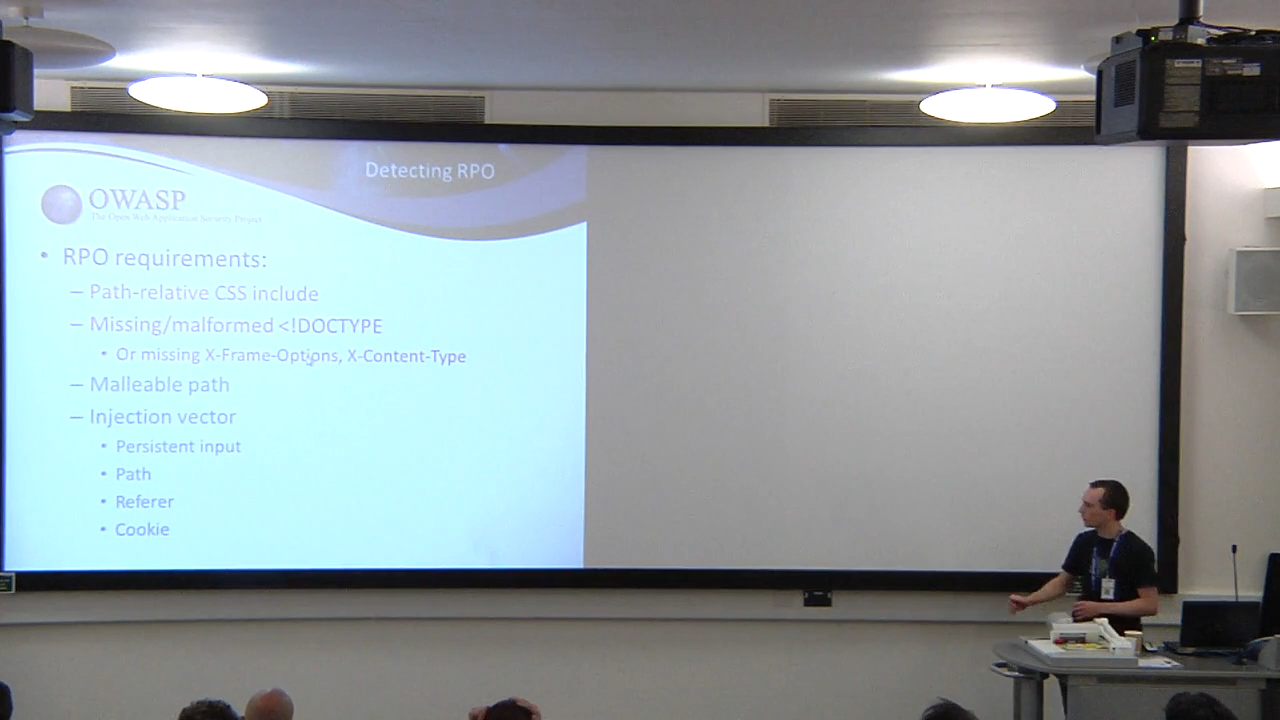 Detecting RPO
OWASP
The Open Web Application Security Project
• RPO requirements:
– Path-relative CSS include
– Missing/malformed <!DOCTYPE
• Or missing X-Frame-Options, X-Content-Type
– Malleable path
– Injection vector
• Persistent input
• Path
• Referer
• Cookie